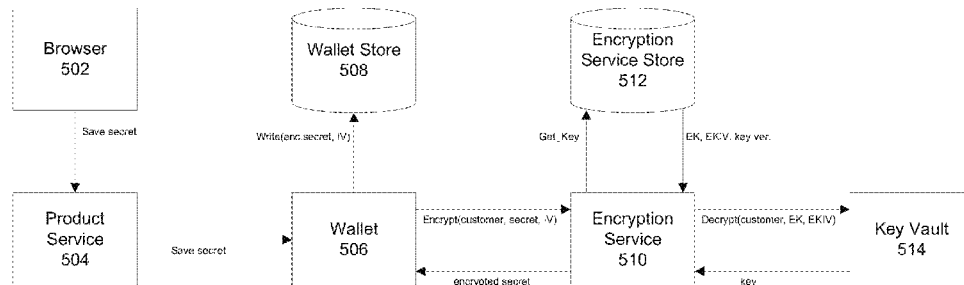 Browser
502
Wallet Store
508
Encryption
Service Store
512
Save secret
Write(enc.secret, IV)
Get_Key
EK, EKIV, key ver.
Product
Service
504
Save secret
Wallet
506
Encrypt(customer, secret, IV)
encrypted secret
Encryption
Service
510
Decrypt(customer, EK, EKIV)
key
Key Vault
514